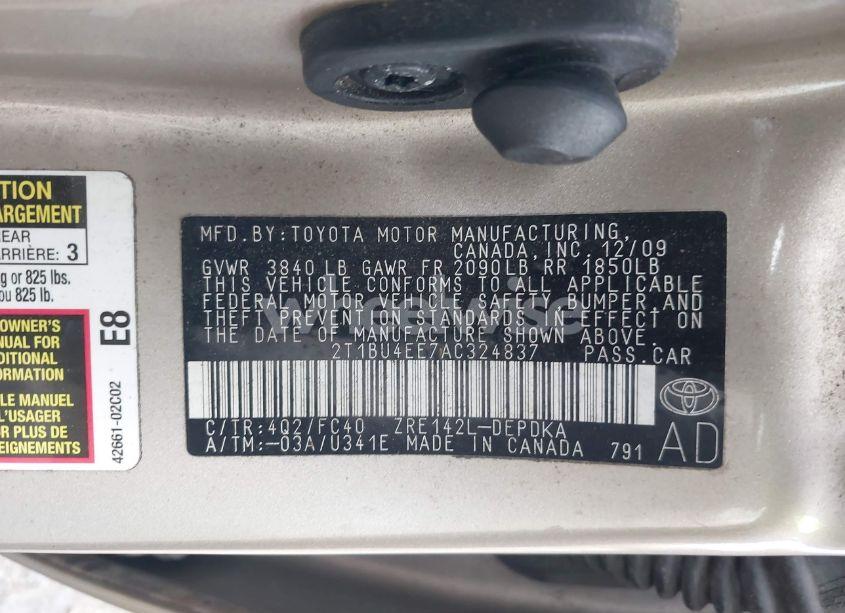 TION
ARGEMENT
REAR
ARRIÈRE: 3
g or 825 lbs.
ou 825 lb.
OWNER'S
NUAL FOR
DITIONAL
ORMATION
LE MANUEL
L'USAGER
R PLUS DE
EIGNEMENTS
E8
42661-02C02
MFD.BY:TOYOTA MOTOR MANUFACTURING,
CANADA,INC. 12/09
GVWR 3840 LB GAWR FR 2090LB RR 1850LB
THIS VEHICLE CONFORMS TO ALL APPLICABLE
FEDERAL MOTOR VEHICLE SAFETY, BUMPER,AND
THEFT PREVENTION STANDARDS IN EFFECT ON
THE DATE OF MANUFACTURE SHOWN ABOVE.
2T1BU4EE7AC324837 PASS.CAR
C/TR:4Q2/FC40 ZRE142L-DEPDKA
A/TM:-03A/U341E MADE IN CANADA 791
AD